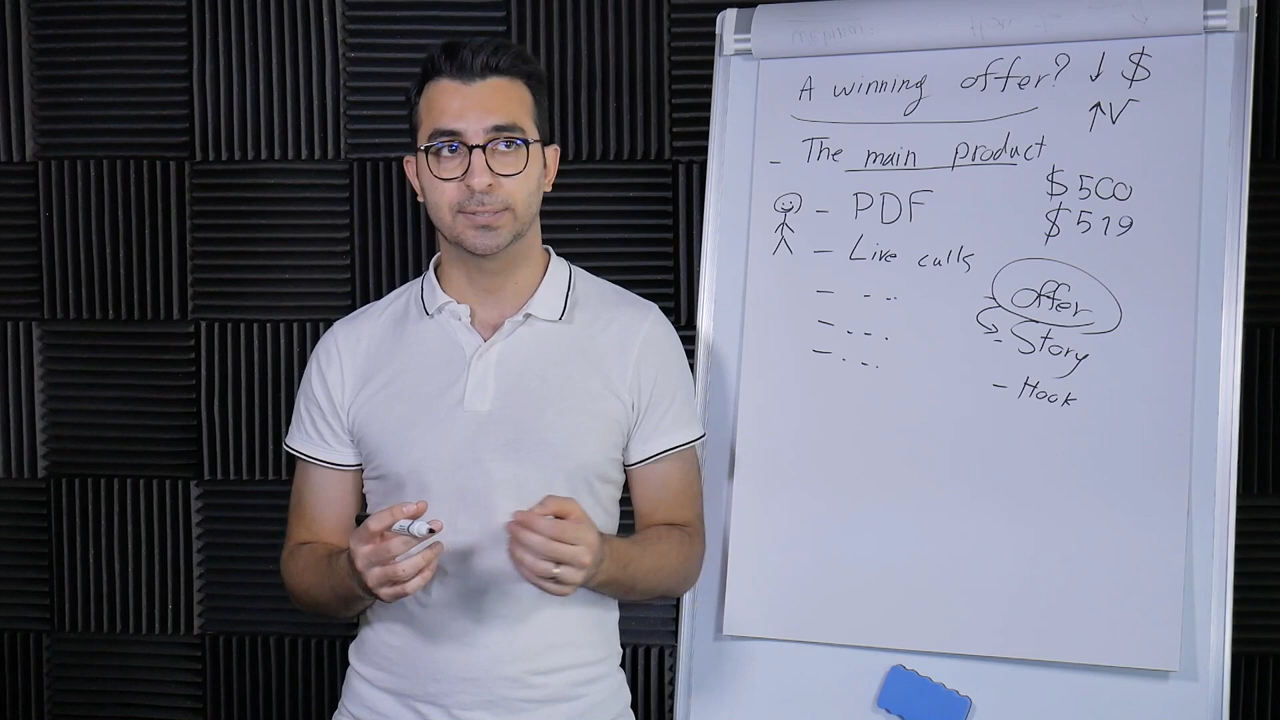 A winning offer? ↓ $
↑ V
- The main product
$500
- PDF
$519
- Live calls
offer
- Story
- Hook